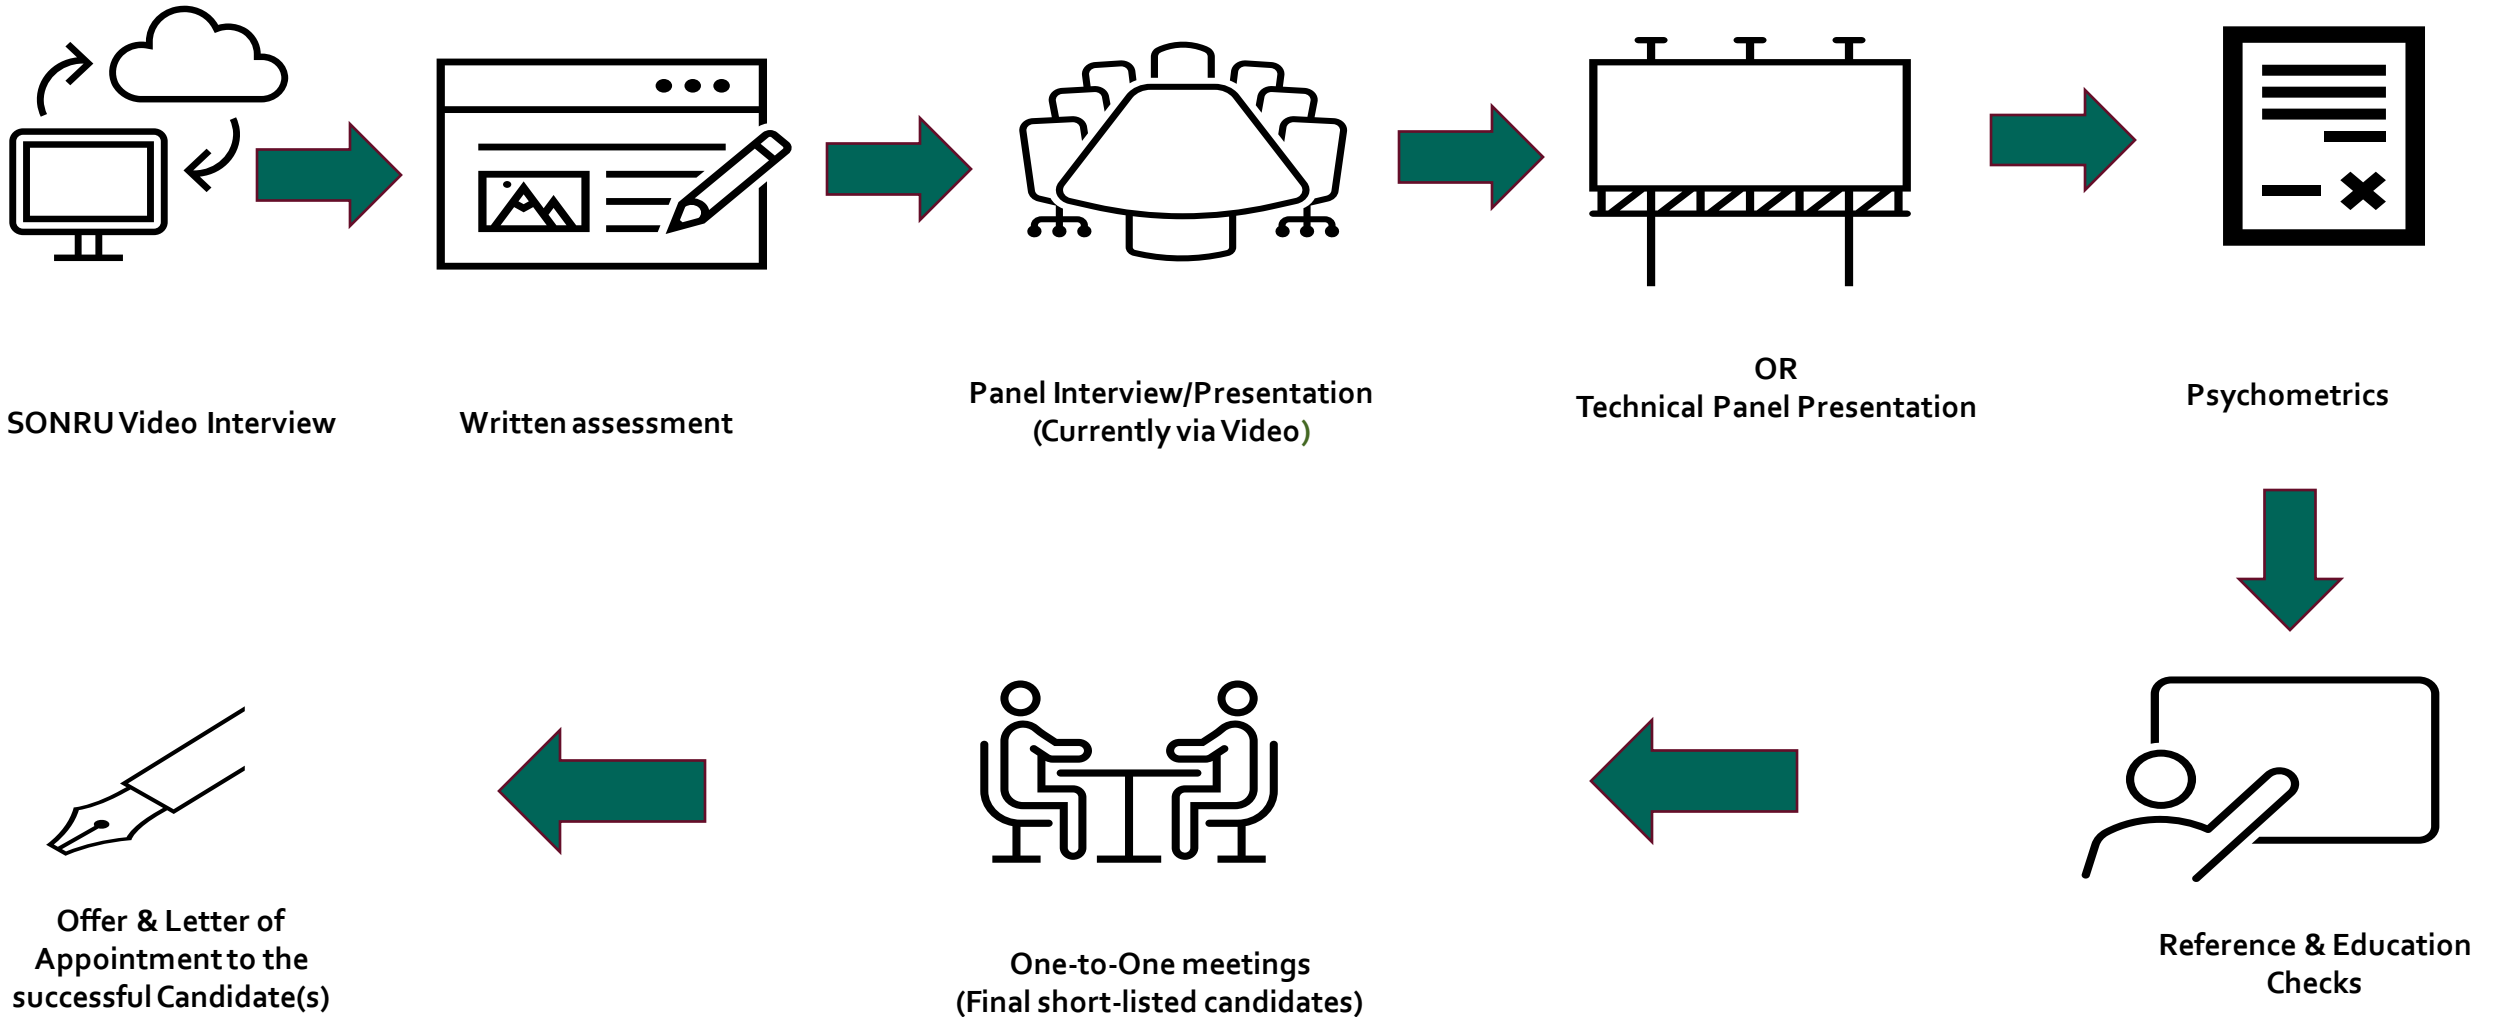 SONRU Video Interview
Written assessment
Panel Interview/Presentation
(Currently via Video)
OR
Technical Panel Presentation
Psychometrics
Reference & Education
Checks
One-to-One meetings
(Final short-listed candidates)
Offer & Letter of
Appointment to the
successful Candidate(s)